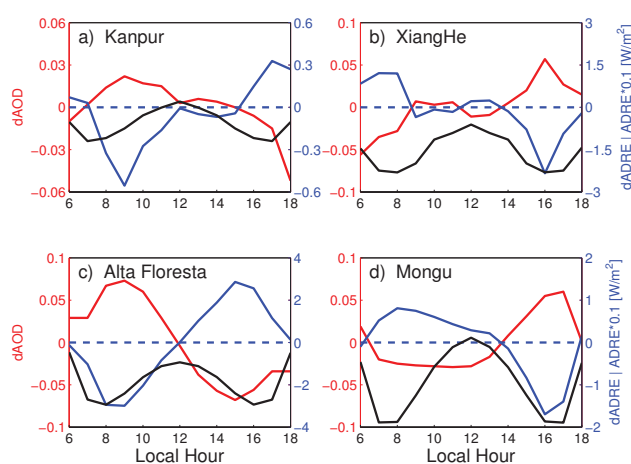 a) Kanpur
b) XiangHe
0.06
0.03
0
−0.03
−0.06
dAOD
0.6
0.3
0
−0.3
−0.6
6 8 10 12 14 16 18
0.1
0.05
0
−0.05
−0.1
3
1.5
0
−1.5
−3
dADRE | ADRE*0.1 [W/m²]
6 8 10 12 14 16 18
c) Alta Floresta
d) Mongu
0.1
0.05
0
−0.05
−0.1
dAOD
4
2
0
−2
−4
6 8 10 12 14 16 18
Local Hour
0.1
0.05
0
−0.05
−0.1
2
1
0
−1
−2
dADRE | ADRE*0.1 [W/m²]
6 8 10 12 14 16 18
Local Hour